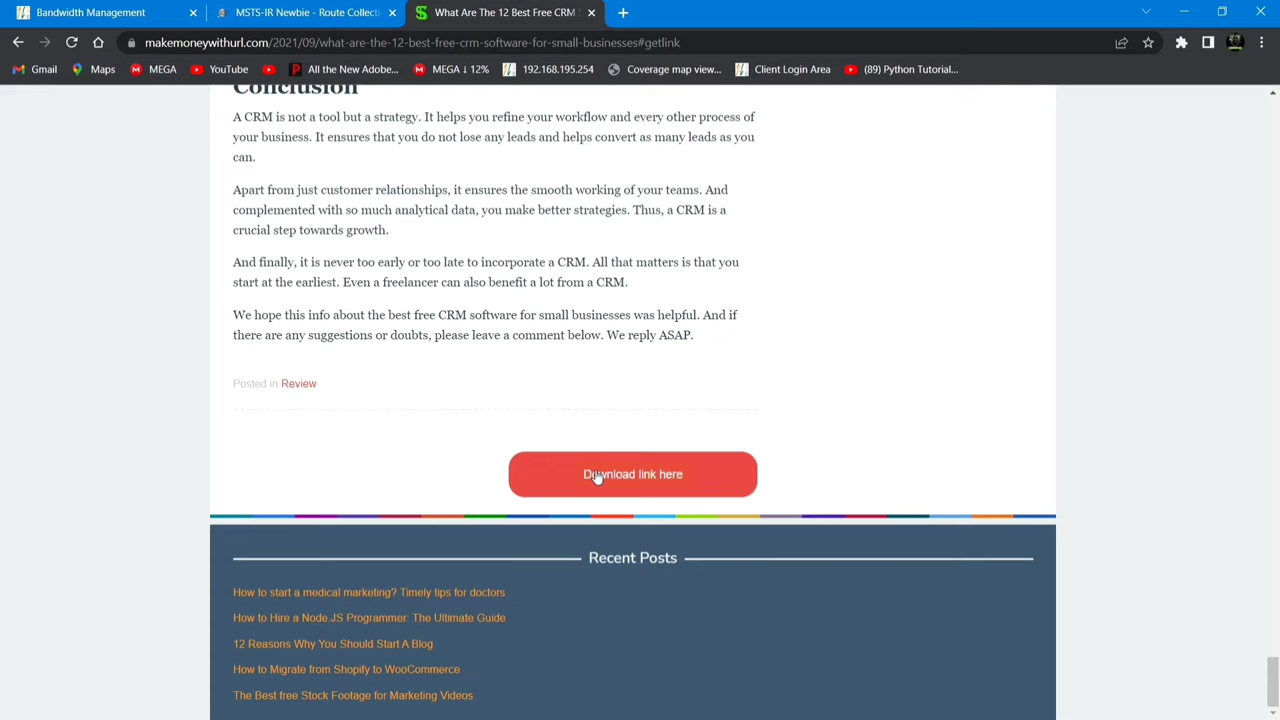 Bandwidth Management
MSTS-IR Newbie - Route Collecti
What Are The 12 Best Free CRM
makemoneywithurl.com/2021/09/what-are-the-12-best-free-crm-software-for-small-businesses#getlink
Gmail
Maps
MEGA
YouTube
All the New Adobe...
MEGA ↓ 12%
192.168.195.254
Coverage map view...
Client Login Area
(89) Python Tutorial...
Conclusion
A CRM is not a tool but a strategy. It helps you refine your workflow and every other process of
your business. It ensures that you do not lose any leads and helps convert as many leads as you
can.
Apart from just customer relationships, it ensures the smooth working of your teams. And
complemented with so much analytical data, you make better strategies. Thus, a CRM is a
crucial step towards growth.
And finally, it is never too early or too late to incorporate a CRM. All that matters is that you
start at the earliest. Even a freelancer can also benefit a lot from a CRM.
We hope this info about the best free CRM software for small businesses was helpful. And if
there are any suggestions or doubts, please leave a comment below. We reply ASAP.
Posted in Review
Download link here
Recent Posts
How to start a medical marketing? Timely tips for doctors
How to Hire a Node.JS Programmer: The Ultimate Guide
12 Reasons Why You Should Start A Blog
How to Migrate from Shopify to WooCommerce
The Best free Stock Footage for Marketing Videos